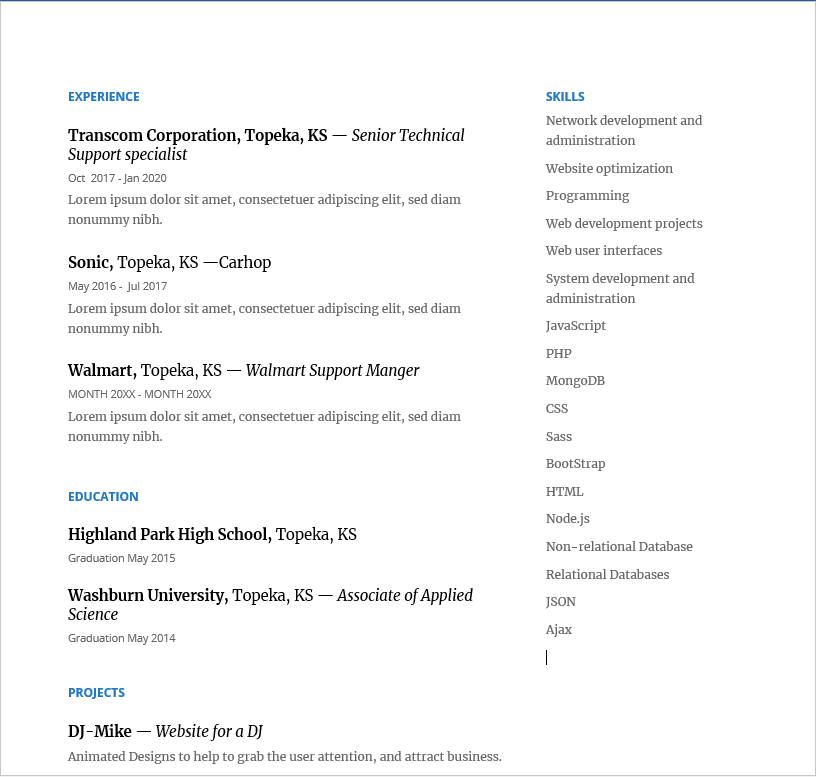 EXPERIENCE
Transcom Corporation, Topeka, KS — Senior Technical
Support specialist
Oct  2017 - Jan 2020
Lorem ipsum dolor sit amet, consectetuer adipiscing elit, sed diam
nonummy nibh.
Sonic, Topeka, KS —Carhop
May 2016 -  Jul 2017
Lorem ipsum dolor sit amet, consectetuer adipiscing elit, sed diam
nonummy nibh.
Walmart, Topeka, KS — Walmart Support Manger
MONTH 20XX - MONTH 20XX
Lorem ipsum dolor sit amet, consectetuer adipiscing elit, sed diam
nonummy nibh.
EDUCATION
Highland Park High School, Topeka, KS
Graduation May 2015
Washburn University, Topeka, KS — Associate of Applied
Science
Graduation May 2014
PROJECTS
DJ-Mike — Website for a DJ
Animated Designs to help to grab the user attention, and attract business.
SKILLS
Network development and
administration
Website optimization
Programming
Web development projects
Web user interfaces
System development and
administration
JavaScript
PHP
MongoDB
CSS
Sass
BootStrap
HTML
Node.js
Non-relational Database
Relational Databases
JSON
Ajax